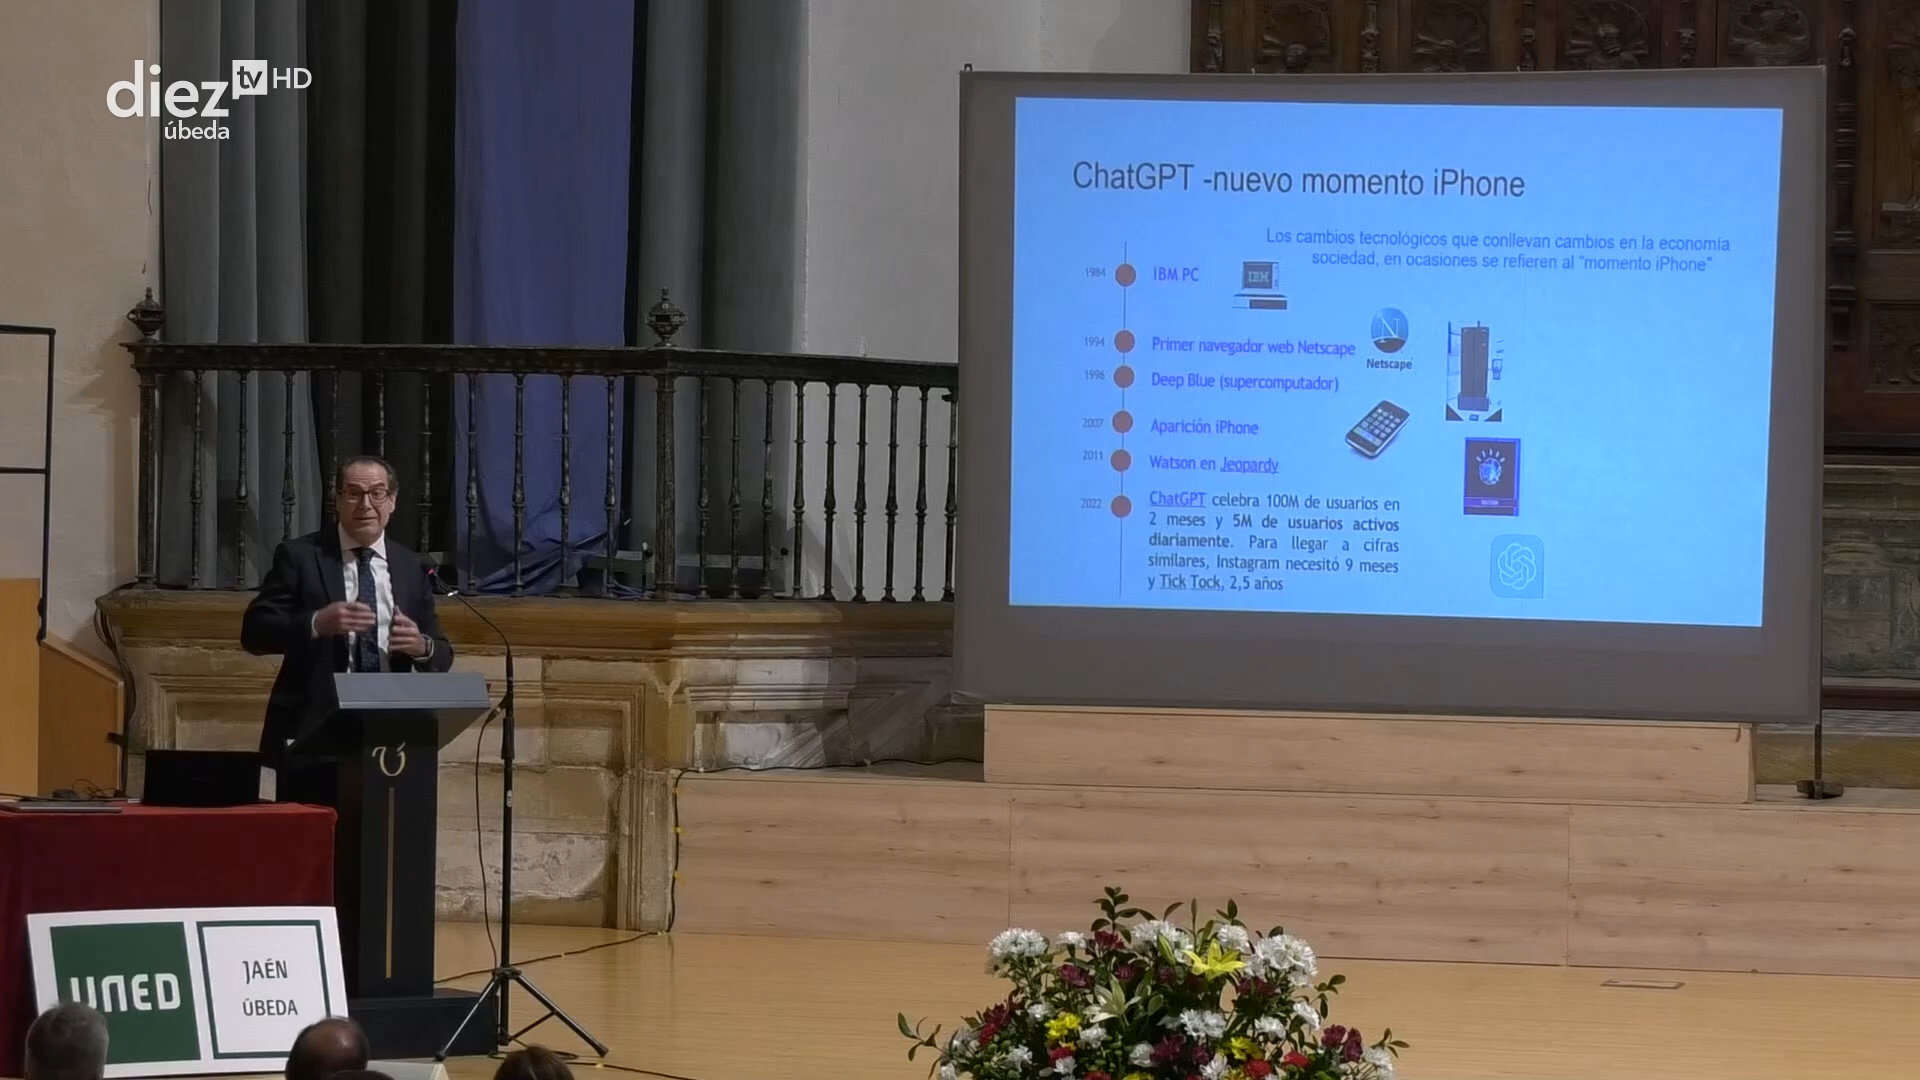 diez tv HD
úbeda
ChatGPT -nuevo momento iPhone
Los cambios tecnológicos que conllevan cambios en la economía
sociedad, en ocasiones se refieren al "momento iPhone"
1984 IBM PC
IBM
1994 Primer navegador web Netscape
N
Netscape
1996 Deep Blue (supercomputador)
2007 Aparición iPhone
2011 Watson en Jeopardy
2022 ChatGPT celebra 100M de usuarios en
2 meses y 5M de usuarios activos
diariamente. Para llegar a cifras
similares, Instagram necesitó 9 meses
y Tick Tock, 2,5 años
Ú
UNED
JAÉN
ÚBEDA